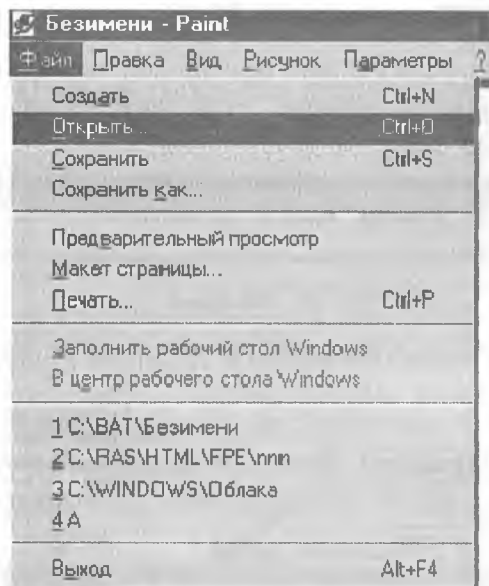 Безимени - Paint
Файл Правка Вид Рисунок Параметры ?
Создать Ctrl+N
Открыть... Ctrl+O
Сохранить Ctrl+S
Сохранить как...
Предварительный просмотр
Макет страницы...
Печать... Ctrl+P
Заполнить рабочий стол Windows
В центр рабочего стола Windows
1 C:\BAT\Безимени
2 C:\RAS\HTML\FPE\nnn
3 C:\WINDOWS\Облака
4 A
Выход Alt+F4